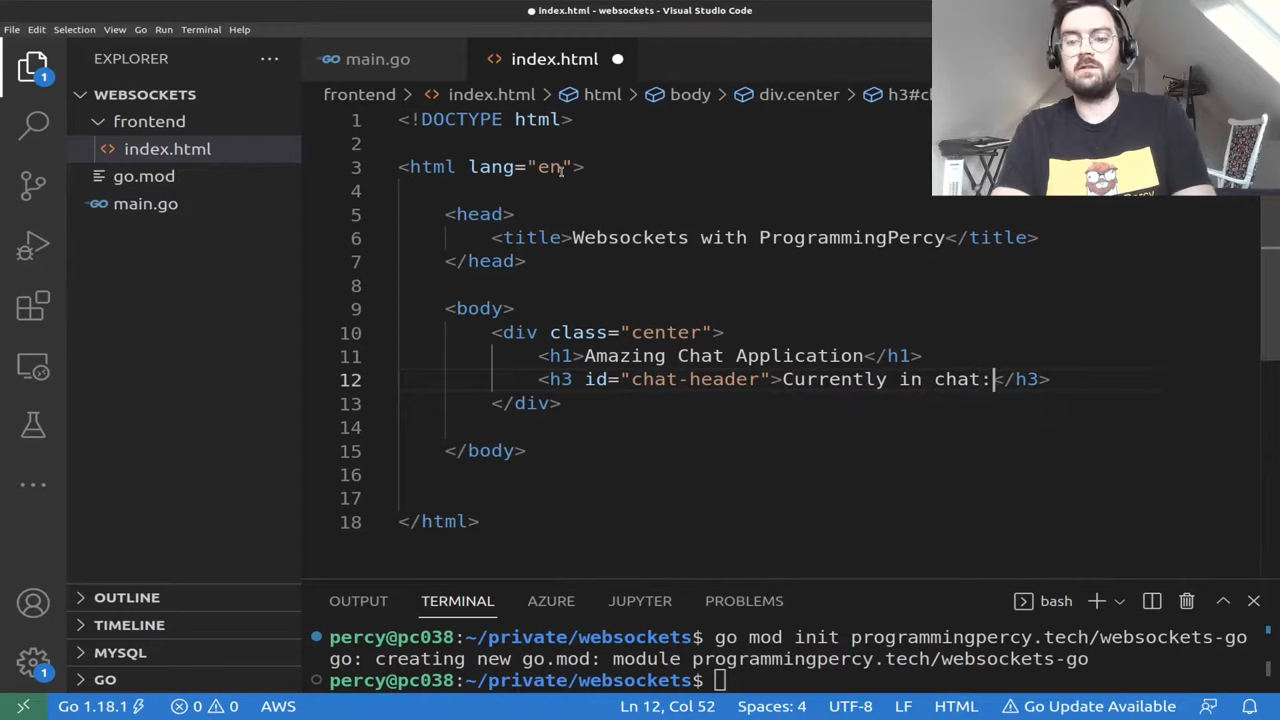 index.html - websockets - Visual Studio Code
File Edit Selection View Go Run Terminal Help
EXPLORER
main.go
index.html
WEBSOCKETS
frontend
index.html
go.mod
main.go
frontend > index.html > html > body > div.center > h3#c
1 <!DOCTYPE html>
2
3 <html lang="en">
4
5 <head>
6 <title>Websockets with ProgrammingPercy</title>
7 </head>
8
9 <body>
10 <div class="center">
11 <h1>Amazing Chat Application</h1>
12 <h3 id="chat-header">Currently in chat:</h3>
13 </div>
14
15 </body>
16
17
18 </html>
OUTLINE
TIMELINE
MYSQL
GO
1
1
OUTPUT TERMINAL AZURE JUPYTER PROBLEMS
bash
percy@pc038:~/private/websockets$ go mod init programmingpercy.tech/websockets-go
go: creating new go.mod: module programmingpercy.tech/websockets-go
percy@pc038:~/private/websockets$
Go 1.18.1 0 0 AWS Ln 12, Col 52 Spaces: 4 UTF-8 LF HTML Go Update Available